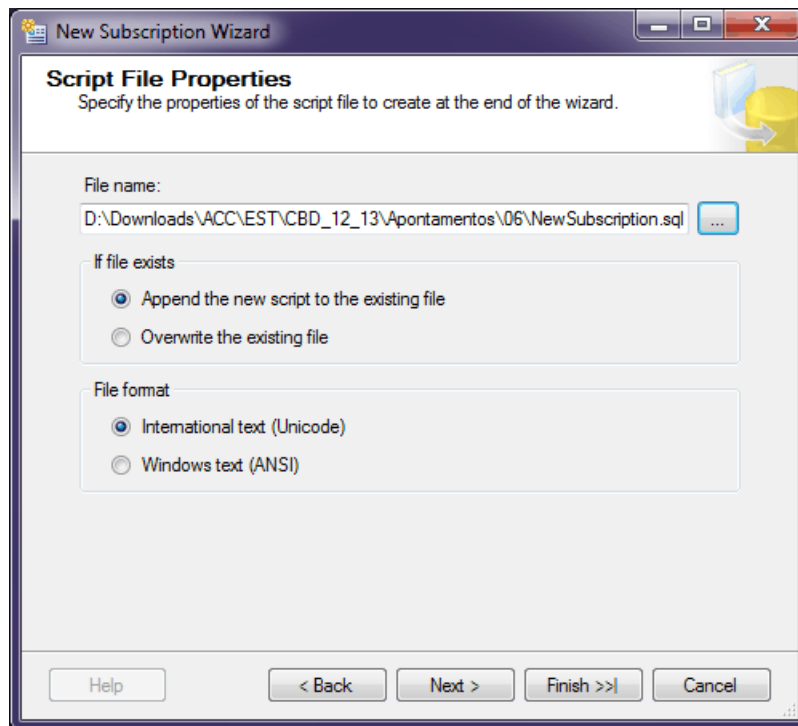 New Subscription Wizard
Script File Properties
Specify the properties of the script file to create at the end of the wizard.
File name:
D:\Downloads\ACC\EST\CBD_12_13\Apontamentos\06\NewSubscription.sql
...
If file exists
Append the new script to the existing file
Overwrite the existing file
File format
International text (Unicode)
Windows text (ANSI)
Help
< Back
Next >
Finish >>|
Cancel